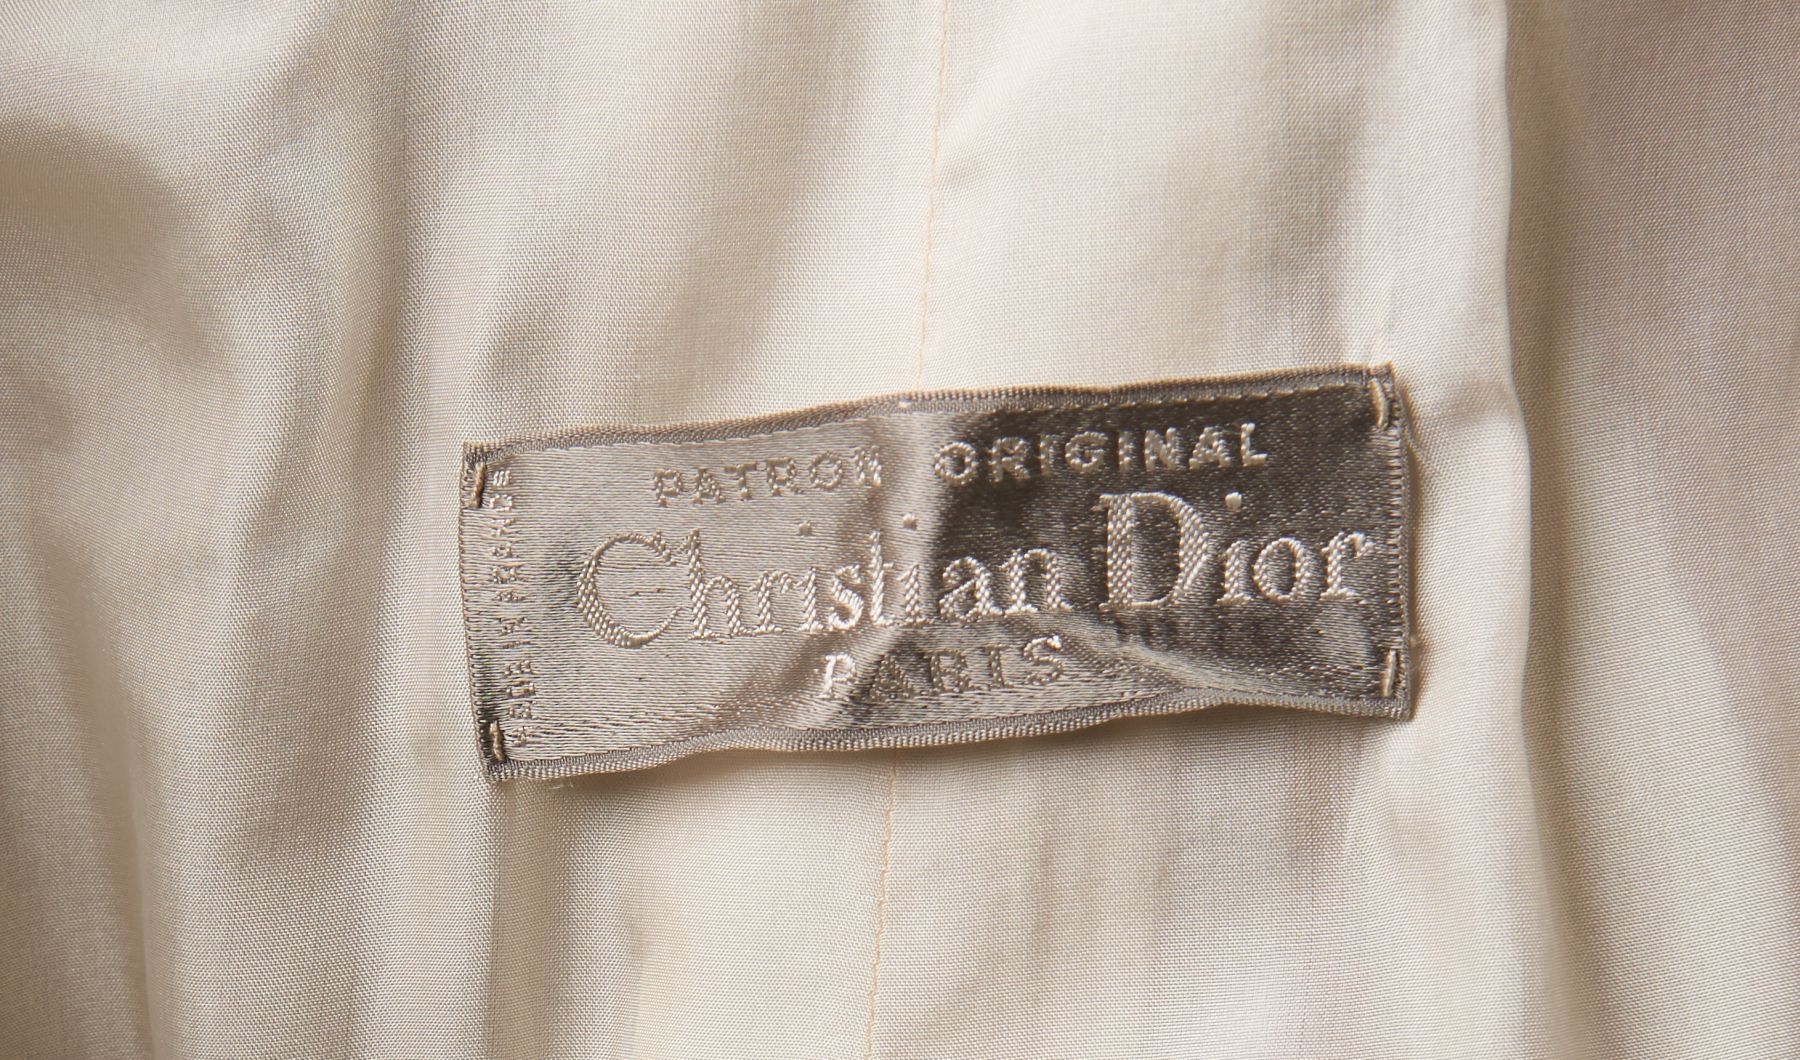 PATRON ORIGINAL
Christian Dior
PARIS